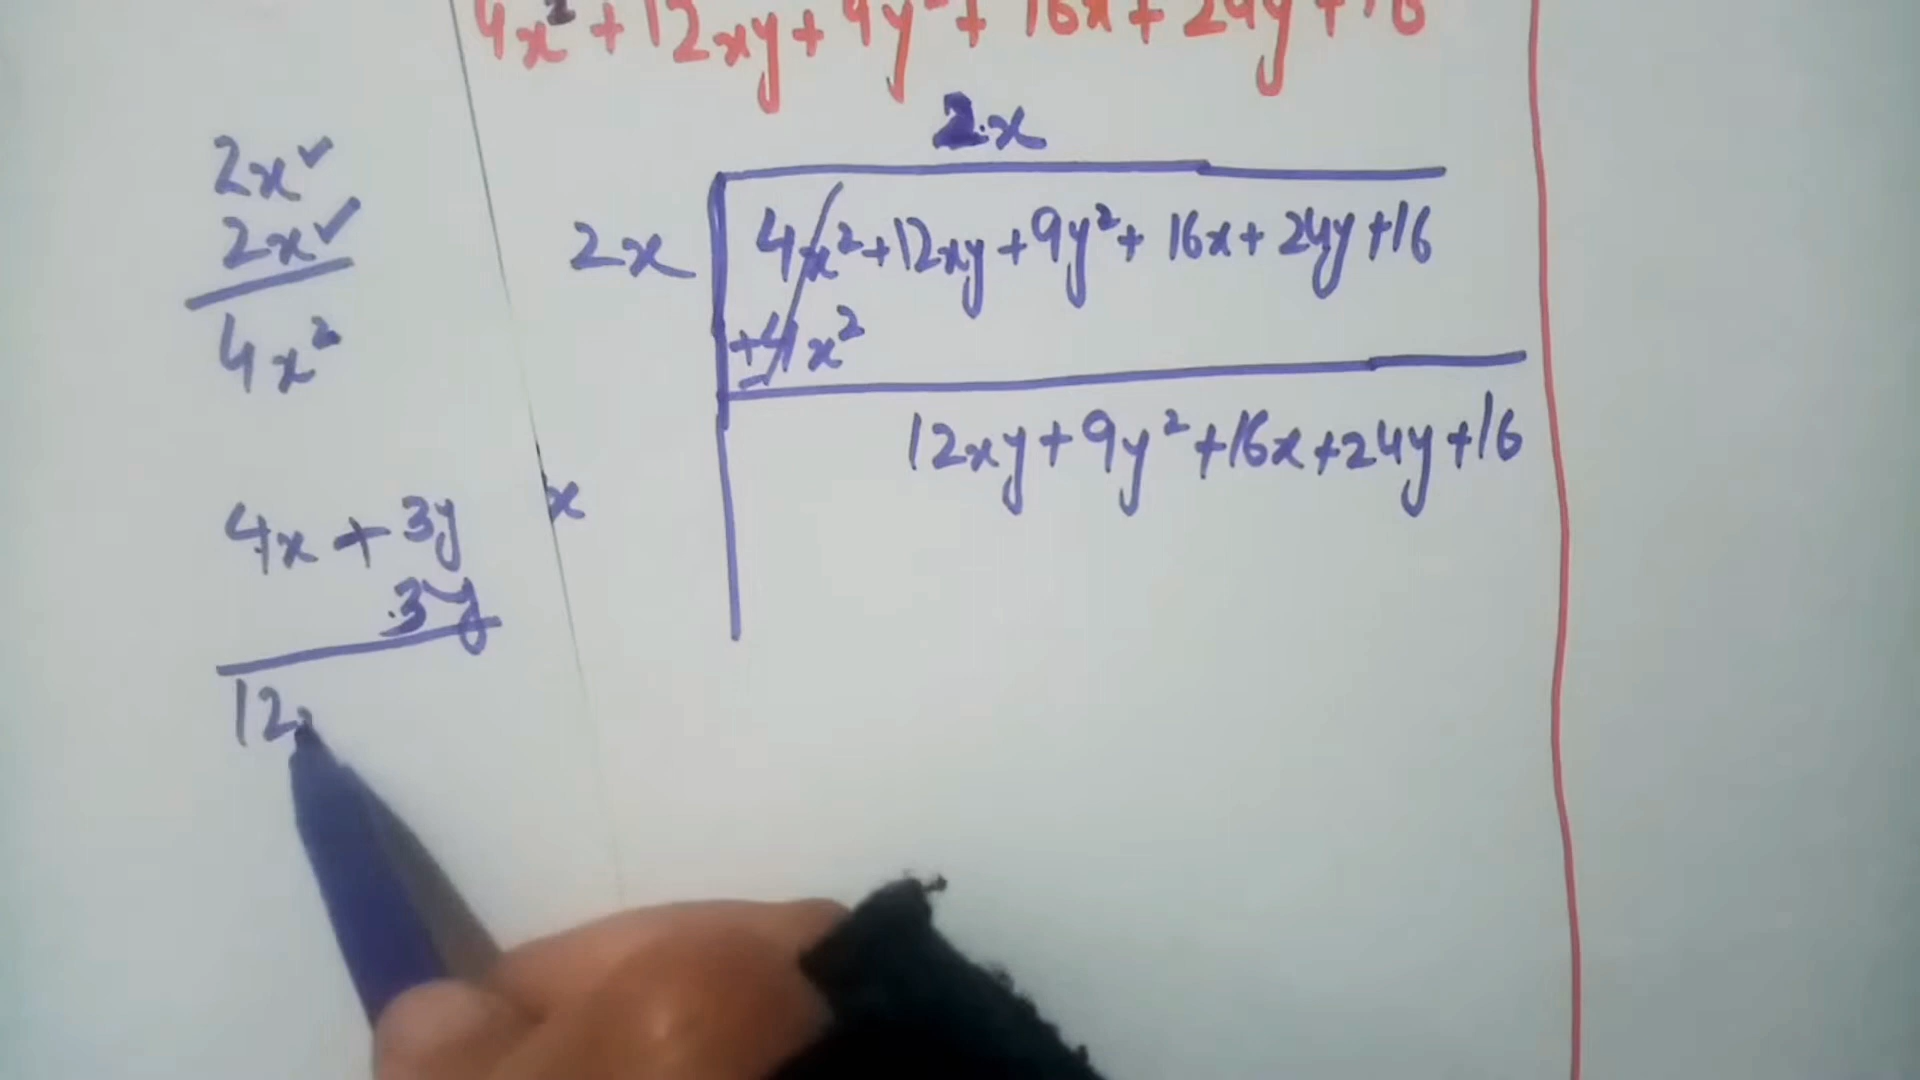 4x² + 12xy + 9y² + 16x + 24y + 16
2x
2x ✓
2x ✓
4x²
2x
4x² + 12xy + 9y² + 16x + 24y + 16
+4x²
-
12xy + 9y² + 16x + 24y + 16
x
4x + 3y
3y
12